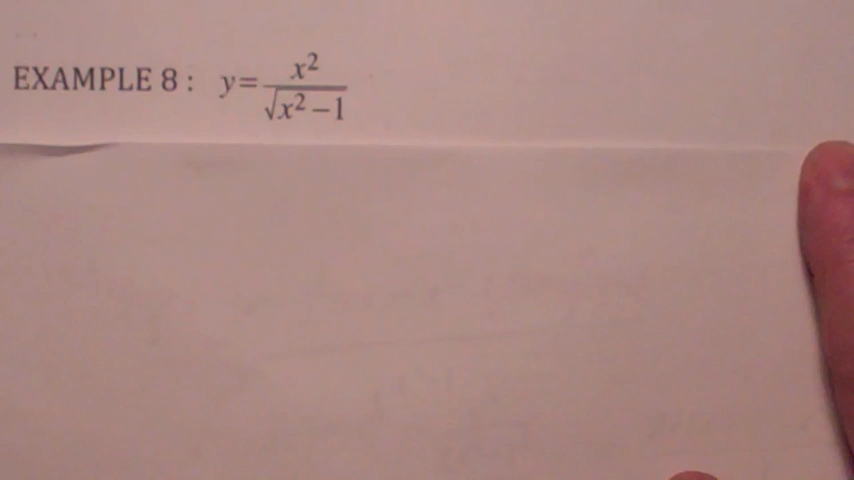 EXAMPLE 8 : y = x² / √(x² − 1)